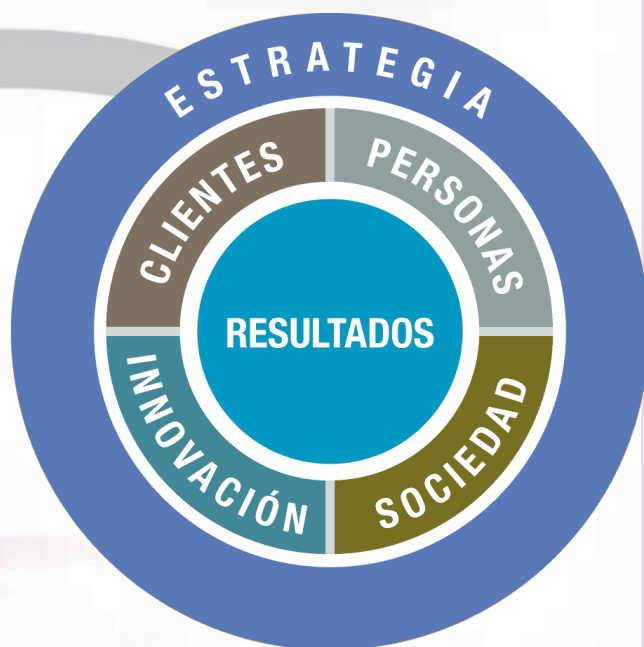 ESTRATEGIA
CLIENTES
PERSONAS
RESULTADOS
INNOVACIÓN
SOCIEDAD